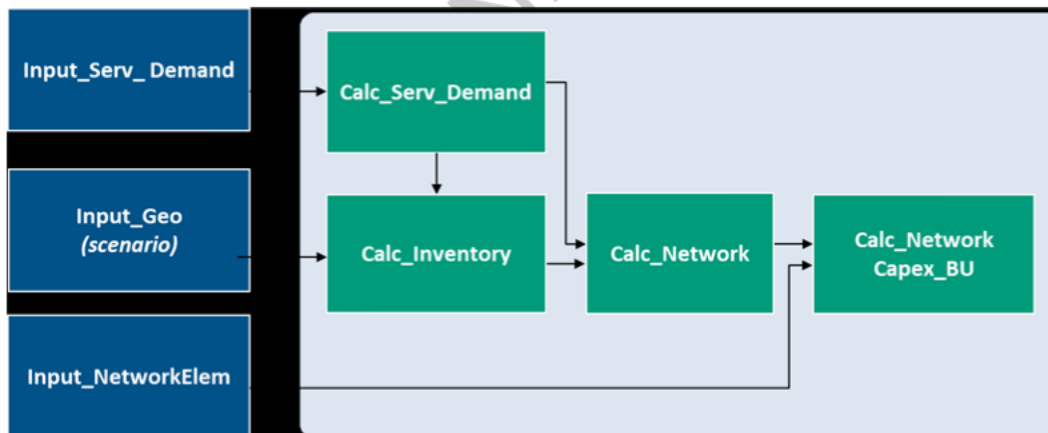 Input_Serv_ Demand
Calc_Serv_Demand
Input_Geo
(scenario)
Calc_Inventory
Calc_Network
Calc_Network
Capex_BU
Input_NetworkElem